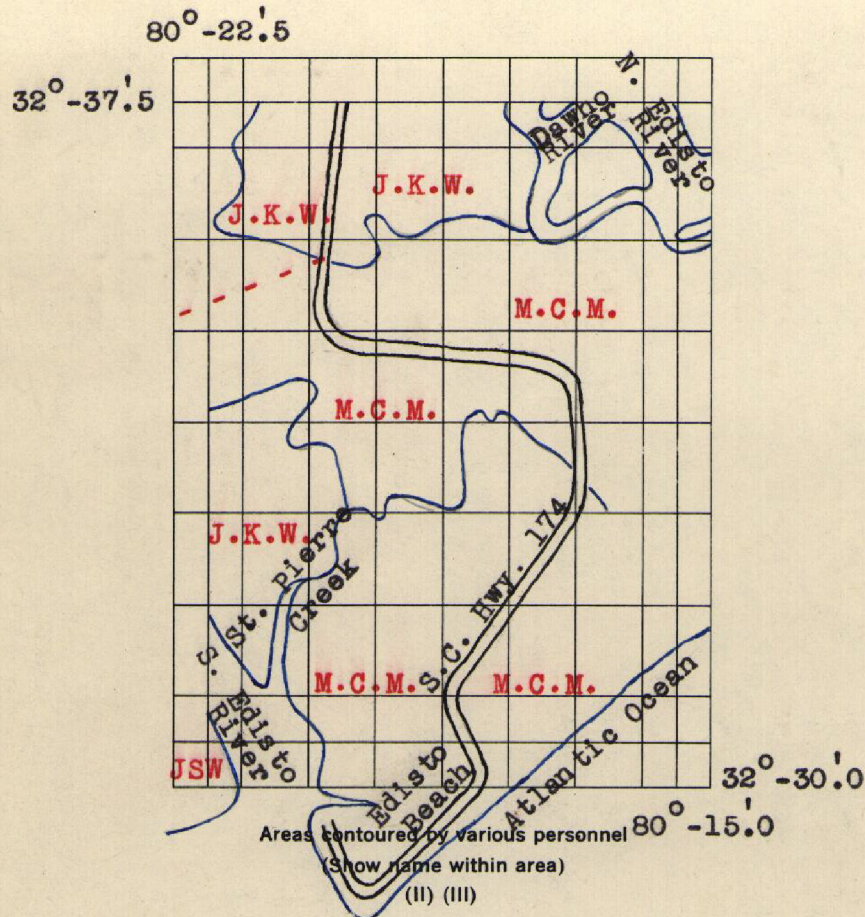 80°-22'.5
32°-37'.5
N. Edisto
River
Dawho
River
J.K.W.
J.K.W.
M.C.M.
M.C.M.
J.K.W.
St. Pierre
Creek
S.C. Hwy. 174
S. Edisto
River
M.C.M.
M.C.M.
JSW
Edisto
Beach
Atlantic Ocean
32°-30'.0
80°-15'.0
Areas contoured by various personnel
(Show name within area)
(II) (III)